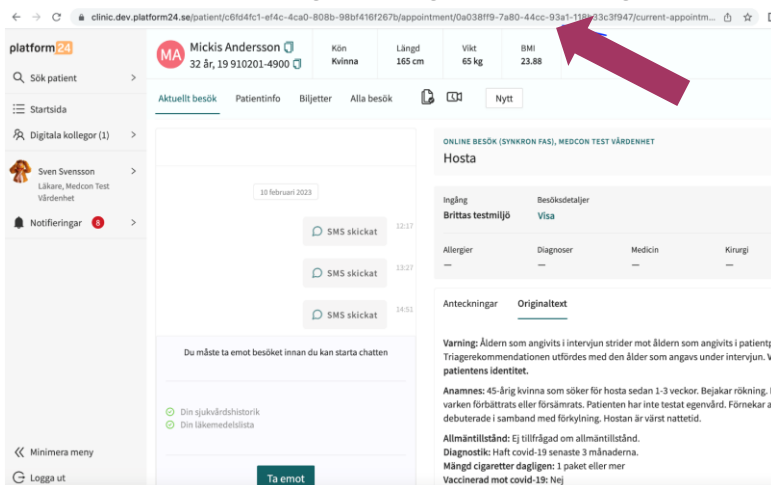 clinic.dev.platform24.se/patient/c6fd4fc1-ef4c-4ca0-808b-98bf416f267b/appointment/0a038ff9-7a80-44cc-93a1-118b33c3f947/current-appointm...
platform24
MA
Mickis Andersson
32 år, 19 910201-4900
Kön
Kvinna
Längd
165 cm
Vikt
65 kg
BMI
23.88
Sök patient
Startsida
Digitala kollegor (1)
Sven Svensson
Läkare, Medcon Test
Vårdenhet
Notifieringar 8
Minimera meny
Logga ut
Aktuellt besök Patientinfo Biljetter Alla besök Nytt
10 februari 2023
SMS skickat 12:17
SMS skickat 13:27
SMS skickat 14:51
Du måste ta emot besöket innan du kan starta chatten
Din sjukvårdshistorik
Din läkemedelslista
Ta emot
ONLINE BESÖK (SYNKRON FAS), MEDCON TEST VÅRDENHET
Hosta
Ingång
Brittas testmiljö
Besöksdetaljer
Visa
Allergier Diagnoser Medicin Kirurgi
— — — —
Anteckningar Originaltext
Varning: Åldern som angivits i intervjun strider mot åldern som angivits i patientp
Triagerekommendationen utfördes med den ålder som angavs under intervjun. V
patientens identitet.
Anamnes: 45-årig kvinna som söker för hosta sedan 1-3 veckor. Bejakar rökning.
varken förbättrats eller försämrats. Patienten har inte testat egenvård. Förnekar a
debuterade i samband med förkylning. Hostan är värst nattetid.
Allmäntillstånd: Ej tillfrågad om allmäntillstånd.
Diagnostik: Haft covid-19 senaste 3 månaderna.
Mängd cigaretter dagligen: 1 paket eller mer
Vaccinerad mot covid-19: Nej